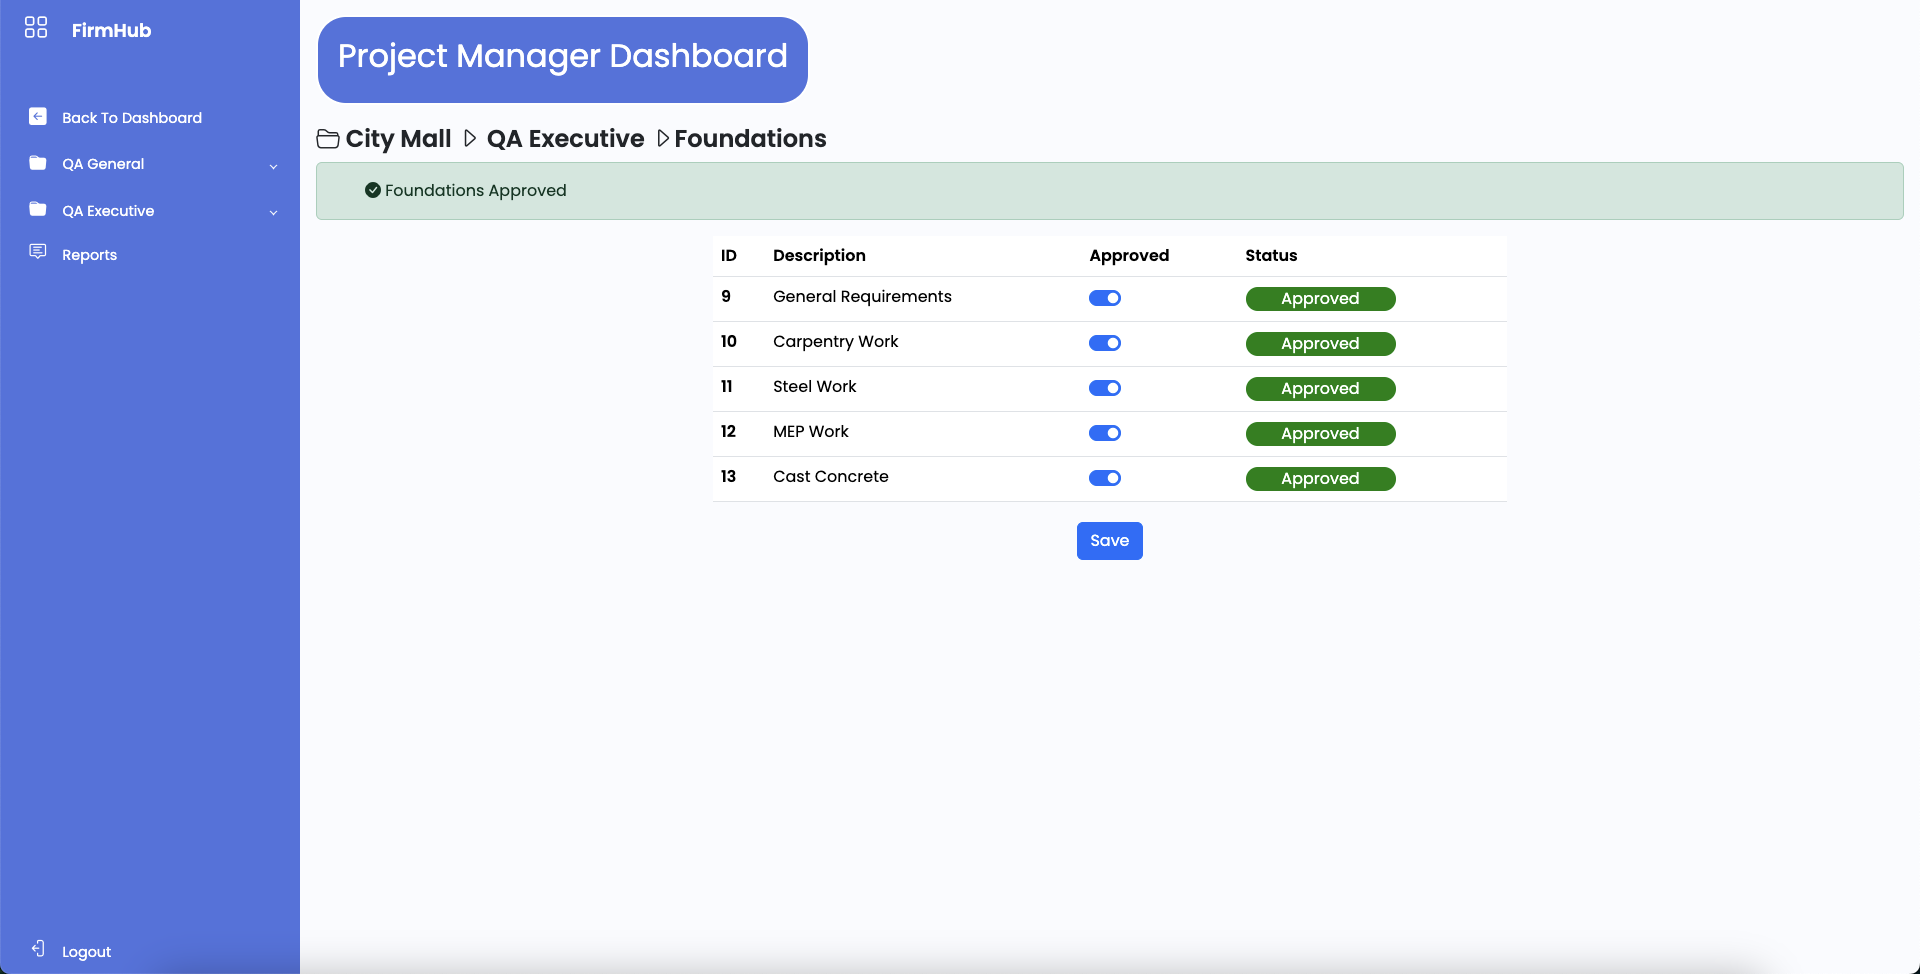 FirmHub
Back To Dashboard
QA General
QA Executive
Reports
Logout
Project Manager Dashboard
City Mall QA Executive Foundations
Foundations Approved
ID Description Approved Status
9 General Requirements Approved
10 Carpentry Work Approved
11 Steel Work Approved
12 MEP Work Approved
13 Cast Concrete Approved
Save